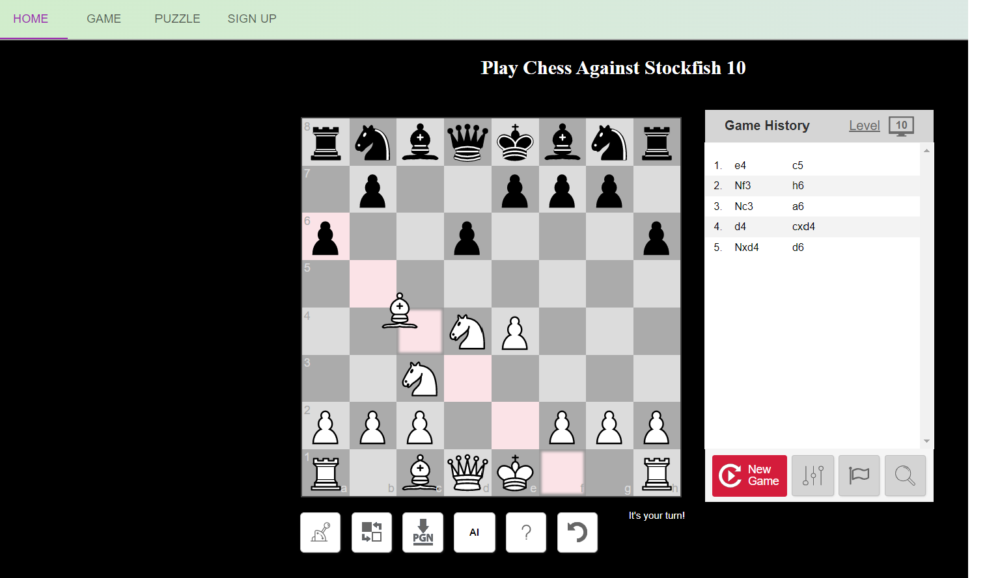 HOME GAME PUZZLE SIGN UP
Play Chess Against Stockfish 10
8
7
6
5
4
3
2
1
a b c d e f g h
Game History Level 10
1. e4 c5
2. Nf3 h6
3. Nc3 a6
4. d4 cxd4
5. Nxd4 d6
New
Game
It's your turn!
PGN
AI
?